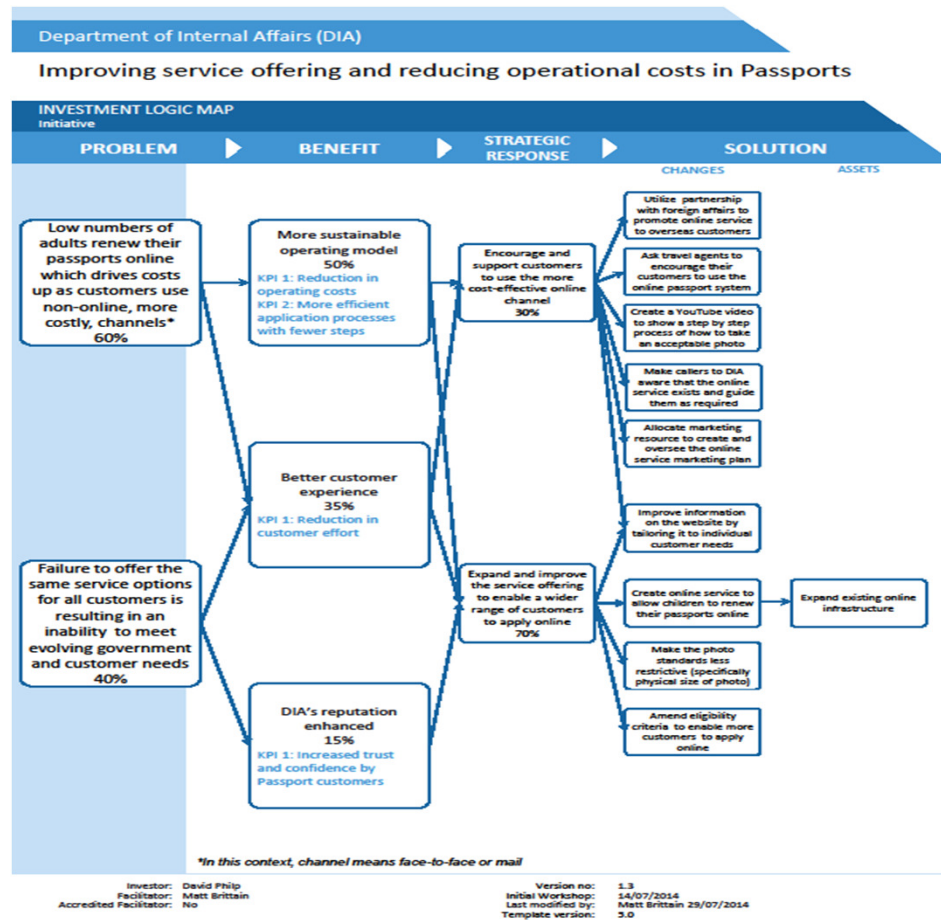 Department of Internal Affairs (DIA)
Improving service offering and reducing operational costs in Passports
INVESTMENT LOGIC MAP
Initiative
PROBLEM
BENEFIT
STRATEGIC
RESPONSE
SOLUTION
CHANGES
ASSETS
Low numbers of
adults renew their
passports online
which drives costs
up as customers use
non-online, more
costly, channels*
60%
Failure to offer the
same service options
for all customers is
resulting in an
inability to meet
evolving government
and customer needs
40%
More sustainable
operating model
50%
KPI 1: Reduction in
operating costs
KPI 2: More efficient
application processes
with fewer steps
Better customer
experience
35%
KPI 1: Reduction in
customer effort
DIA's reputation
enhanced
15%
KPI 1: Increased trust
and confidence by
Passport customers
Encourage and
support customers
to use the more
cost-effective online
channel
30%
Expand and improve
the service offering
to enable a wider
range of customers
to apply online
70%
Utilize partnership
with foreign affairs to
promote online service
to overseas customers
Ask travel agents to
encourage their
customers to use the
online passport system
Create a YouTube video
to show a step by step
process of how to take
an acceptable photo
Make callers to DIA
aware that the online
service exists and guide
them as required
Allocate marketing
resource to create and
oversee the online
service marketing plan
Improve information
on the website by
tailoring it to individual
customer needs
Create online service to
allow children to renew
their passports online
Make the photo
standards less
restrictive (specifically
physical size of photo)
Amend eligibility
criteria to enable more
customers to apply
online
Expand existing online
infrastructure
*In this context, channel means face-to-face or mail
Investor: David Philp
Facilitator: Matt Brittain
Accredited Facilitator: No
Version no: 1.3
Initial Workshop: 14/07/2014
Last modified by: Matt Brittain 29/07/2014
Template version: 5.0